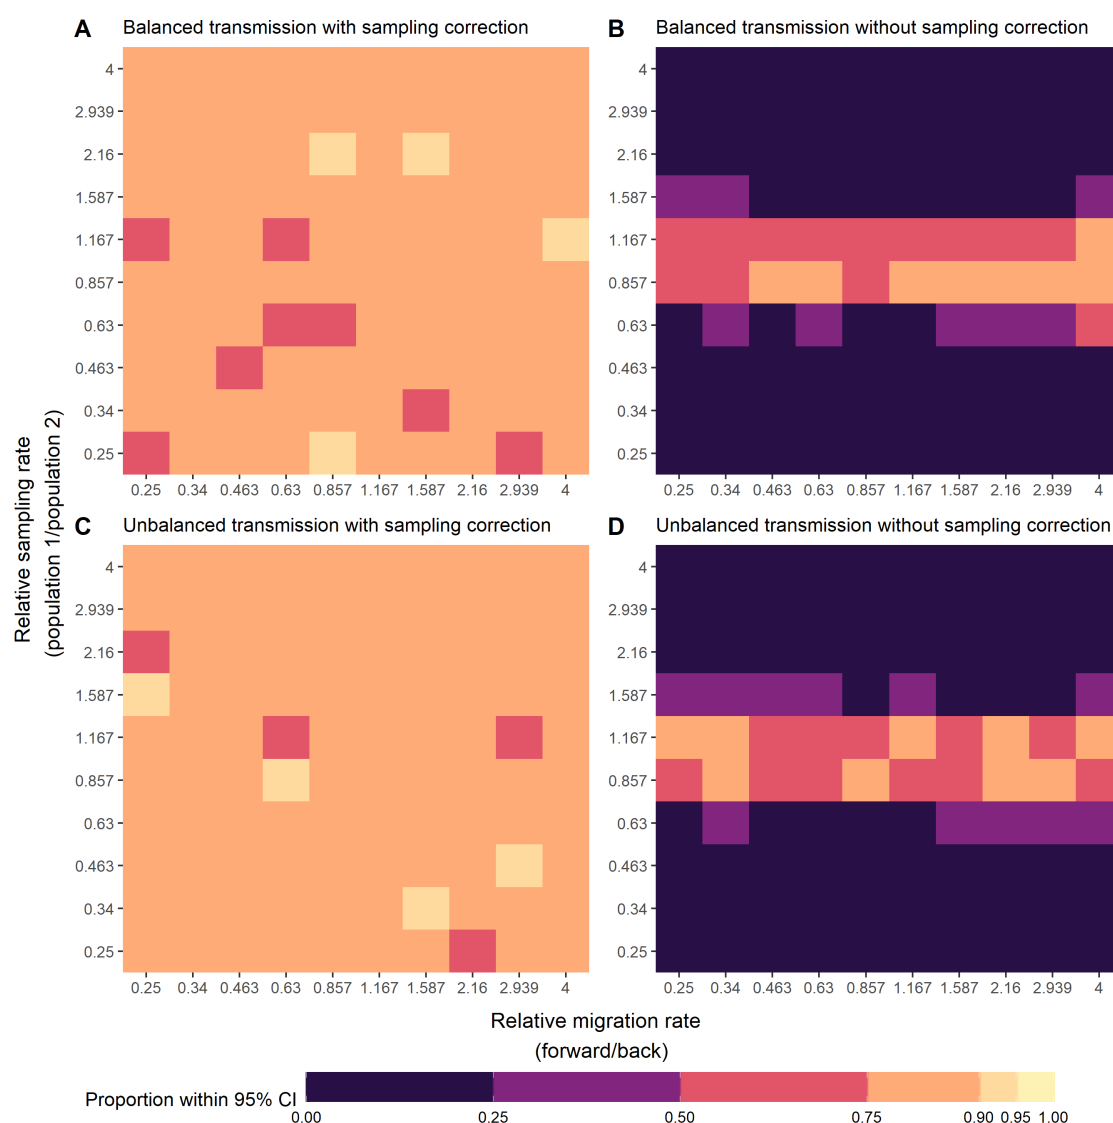 A Balanced transmission with sampling correction
B Balanced transmission without sampling correction
4
2.939
2.16
1.587
1.167
0.857
0.63
0.463
0.34
0.25
0.25 0.34 0.463 0.63 0.857 1.167 1.587 2.16 2.939 4
4
2.939
2.16
1.587
1.167
0.857
0.63
0.463
0.34
0.25
0.25 0.34 0.463 0.63 0.857 1.167 1.587 2.16 2.939 4
Relative sampling rate
(population 1/population 2)
C Unbalanced transmission with sampling correction
D Unbalanced transmission without sampling correction
4
2.939
2.16
1.587
1.167
0.857
0.63
0.463
0.34
0.25
0.25 0.34 0.463 0.63 0.857 1.167 1.587 2.16 2.939 4
4
2.939
2.16
1.587
1.167
0.857
0.63
0.463
0.34
0.25
0.25 0.34 0.463 0.63 0.857 1.167 1.587 2.16 2.939 4
Relative migration rate
(forward/back)
Proportion within 95% CI
0.00 0.25 0.50 0.75 0.90 0.95 1.00